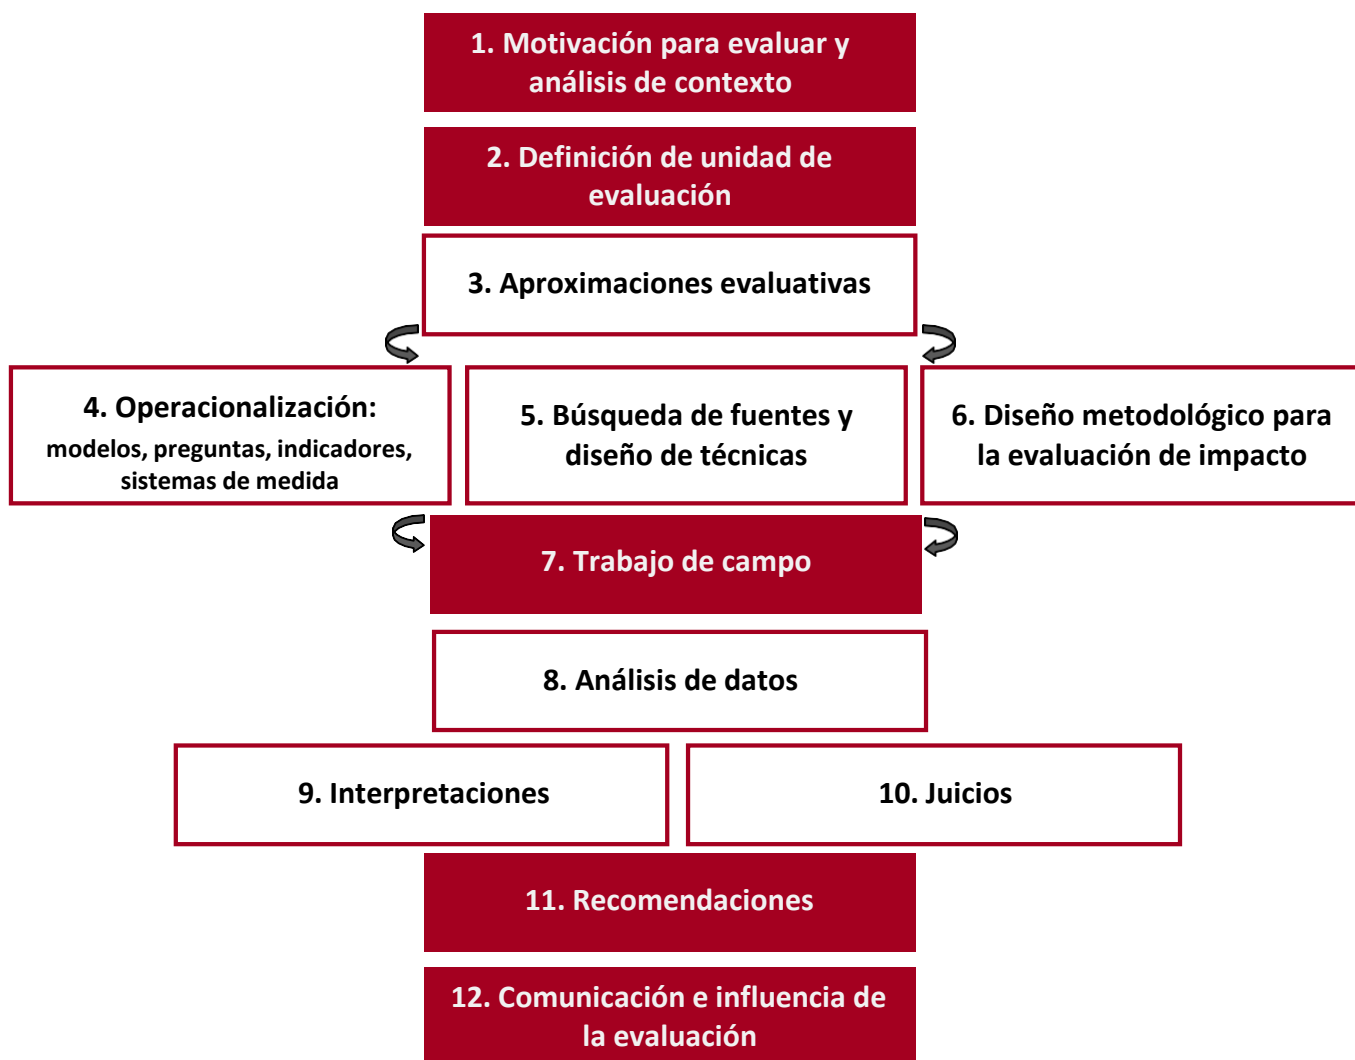 1. Motivación para evaluar y
análisis de contexto
2. Definición de unidad de
evaluación
3. Aproximaciones evaluativas
4. Operacionalización:
modelos, preguntas, indicadores,
sistemas de medida
5. Búsqueda de fuentes y
diseño de técnicas
6. Diseño metodológico para
la evaluación de impacto
7. Trabajo de campo
8. Análisis de datos
9. Interpretaciones
10. Juicios
11. Recomendaciones
12. Comunicación e influencia de
la evaluación